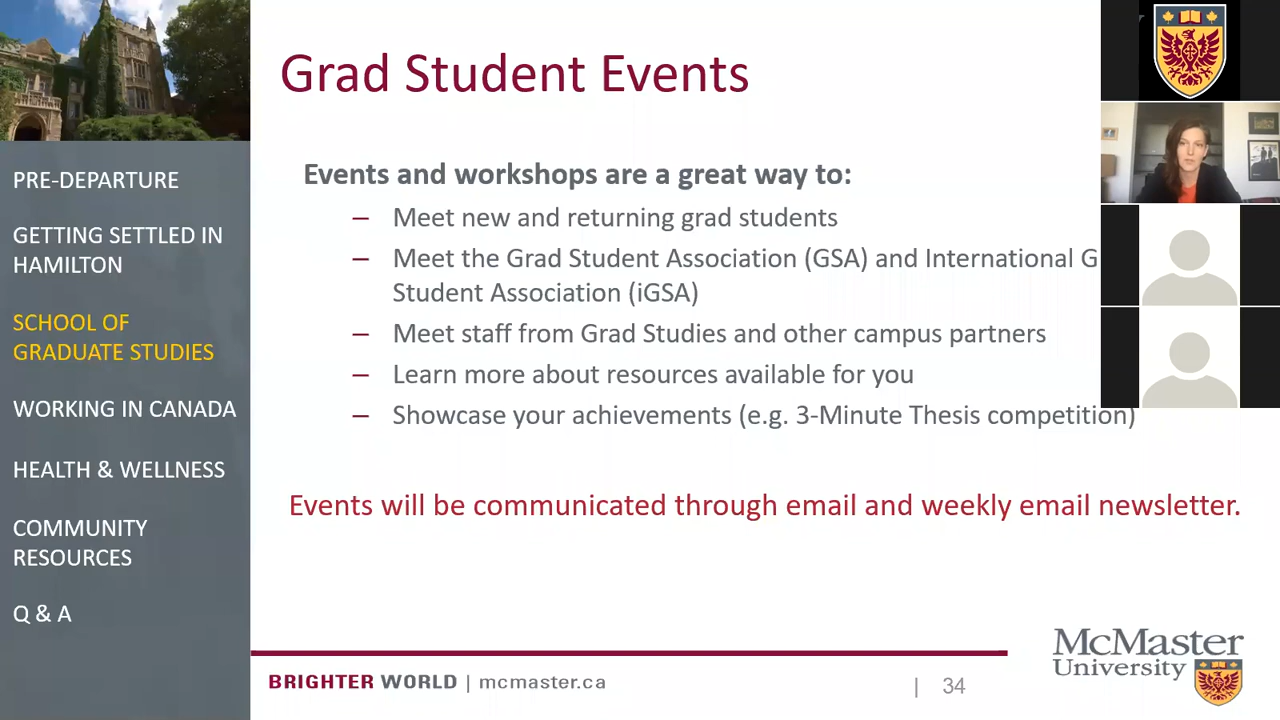 Grad Student Events
Events and workshops are a great way to:
– Meet new and returning grad students
– Meet the Grad Student Association (GSA) and International G
Student Association (iGSA)
– Meet staff from Grad Studies and other campus partners
– Learn more about resources available for you
– Showcase your achievements (e.g. 3-Minute Thesis competition)
Events will be communicated through email and weekly email newsletter.
PRE-DEPARTURE
GETTING SETTLED IN
HAMILTON
SCHOOL OF
GRADUATE STUDIES
WORKING IN CANADA
HEALTH & WELLNESS
COMMUNITY
RESOURCES
Q & A
BRIGHTER WORLD | mcmaster.ca
| 34
McMaster
University